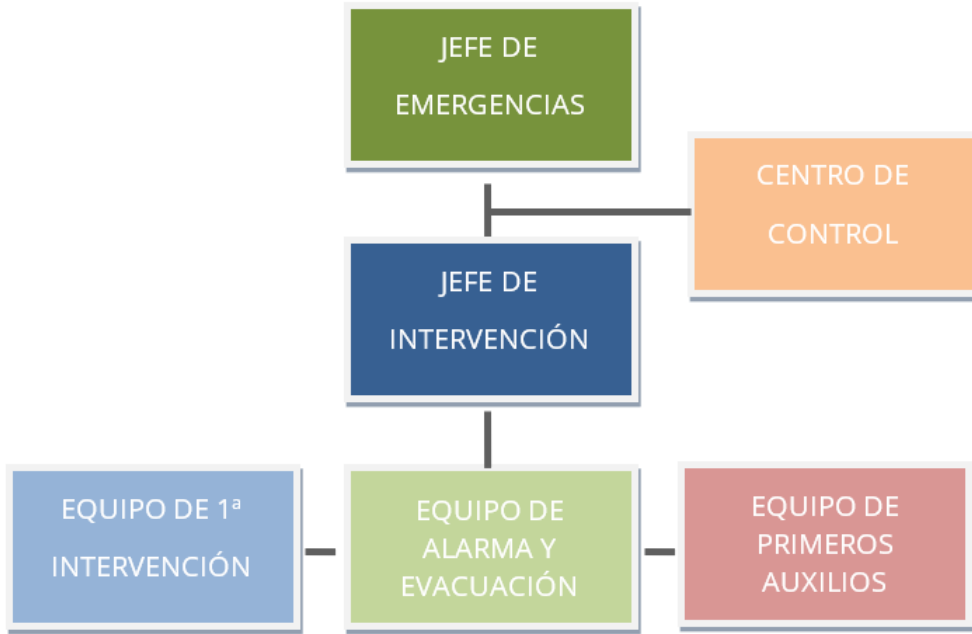 JEFE DE
EMERGENCIAS
CENTRO DE
CONTROL
JEFE DE
INTERVENCIÓN
EQUIPO DE 1ª
INTERVENCIÓN
EQUIPO DE
ALARMA Y
EVACUACIÓN
EQUIPO DE
PRIMEROS
AUXILIOS